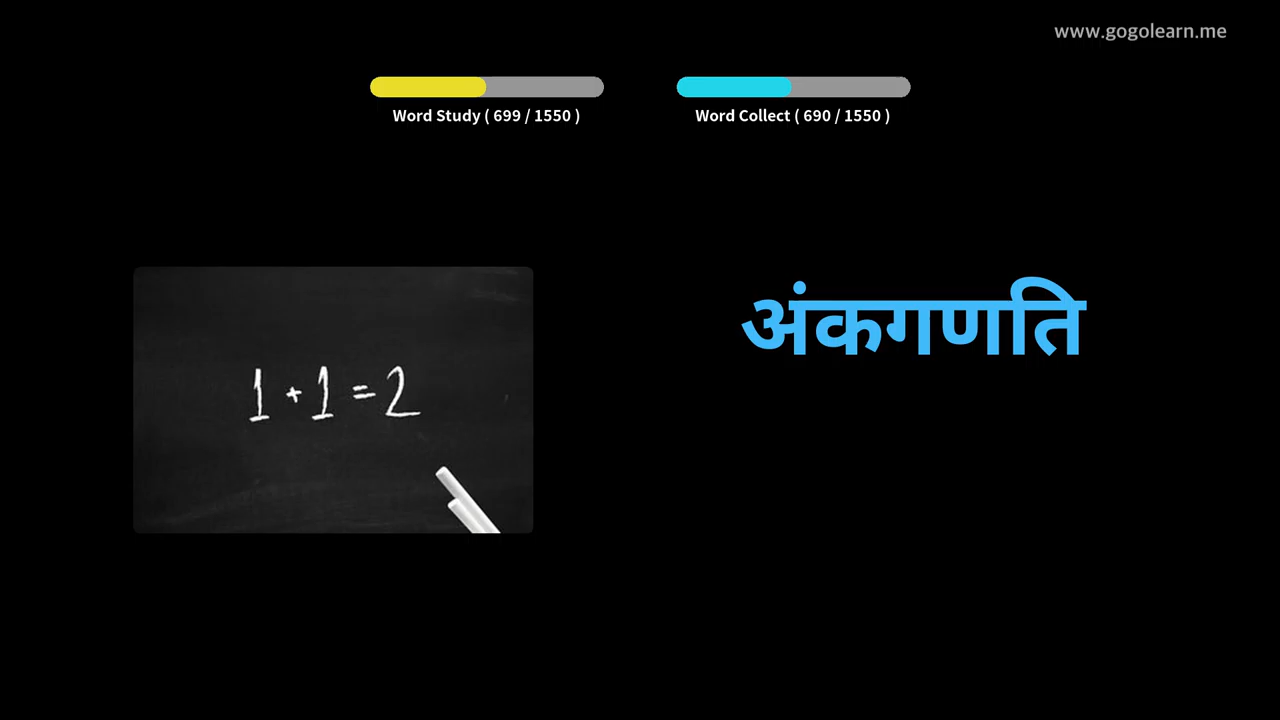 www.gogolearn.me
Word Study ( 699 / 1550 )
Word Collect ( 690 / 1550 )
अंकगणति
1 + 1 = 2